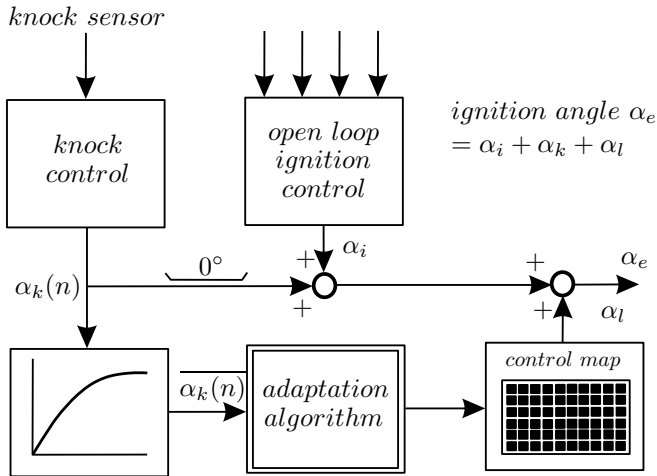 knock sensor
knock
control
open loop
ignition
control
ignition angle αₑ
= αᵢ + αₖ + αₗ
αᵢ
+
0°
+
αₖ(n)
+
+
αₑ
αₗ
αₖ(n)
adaptation
algorithm
control map